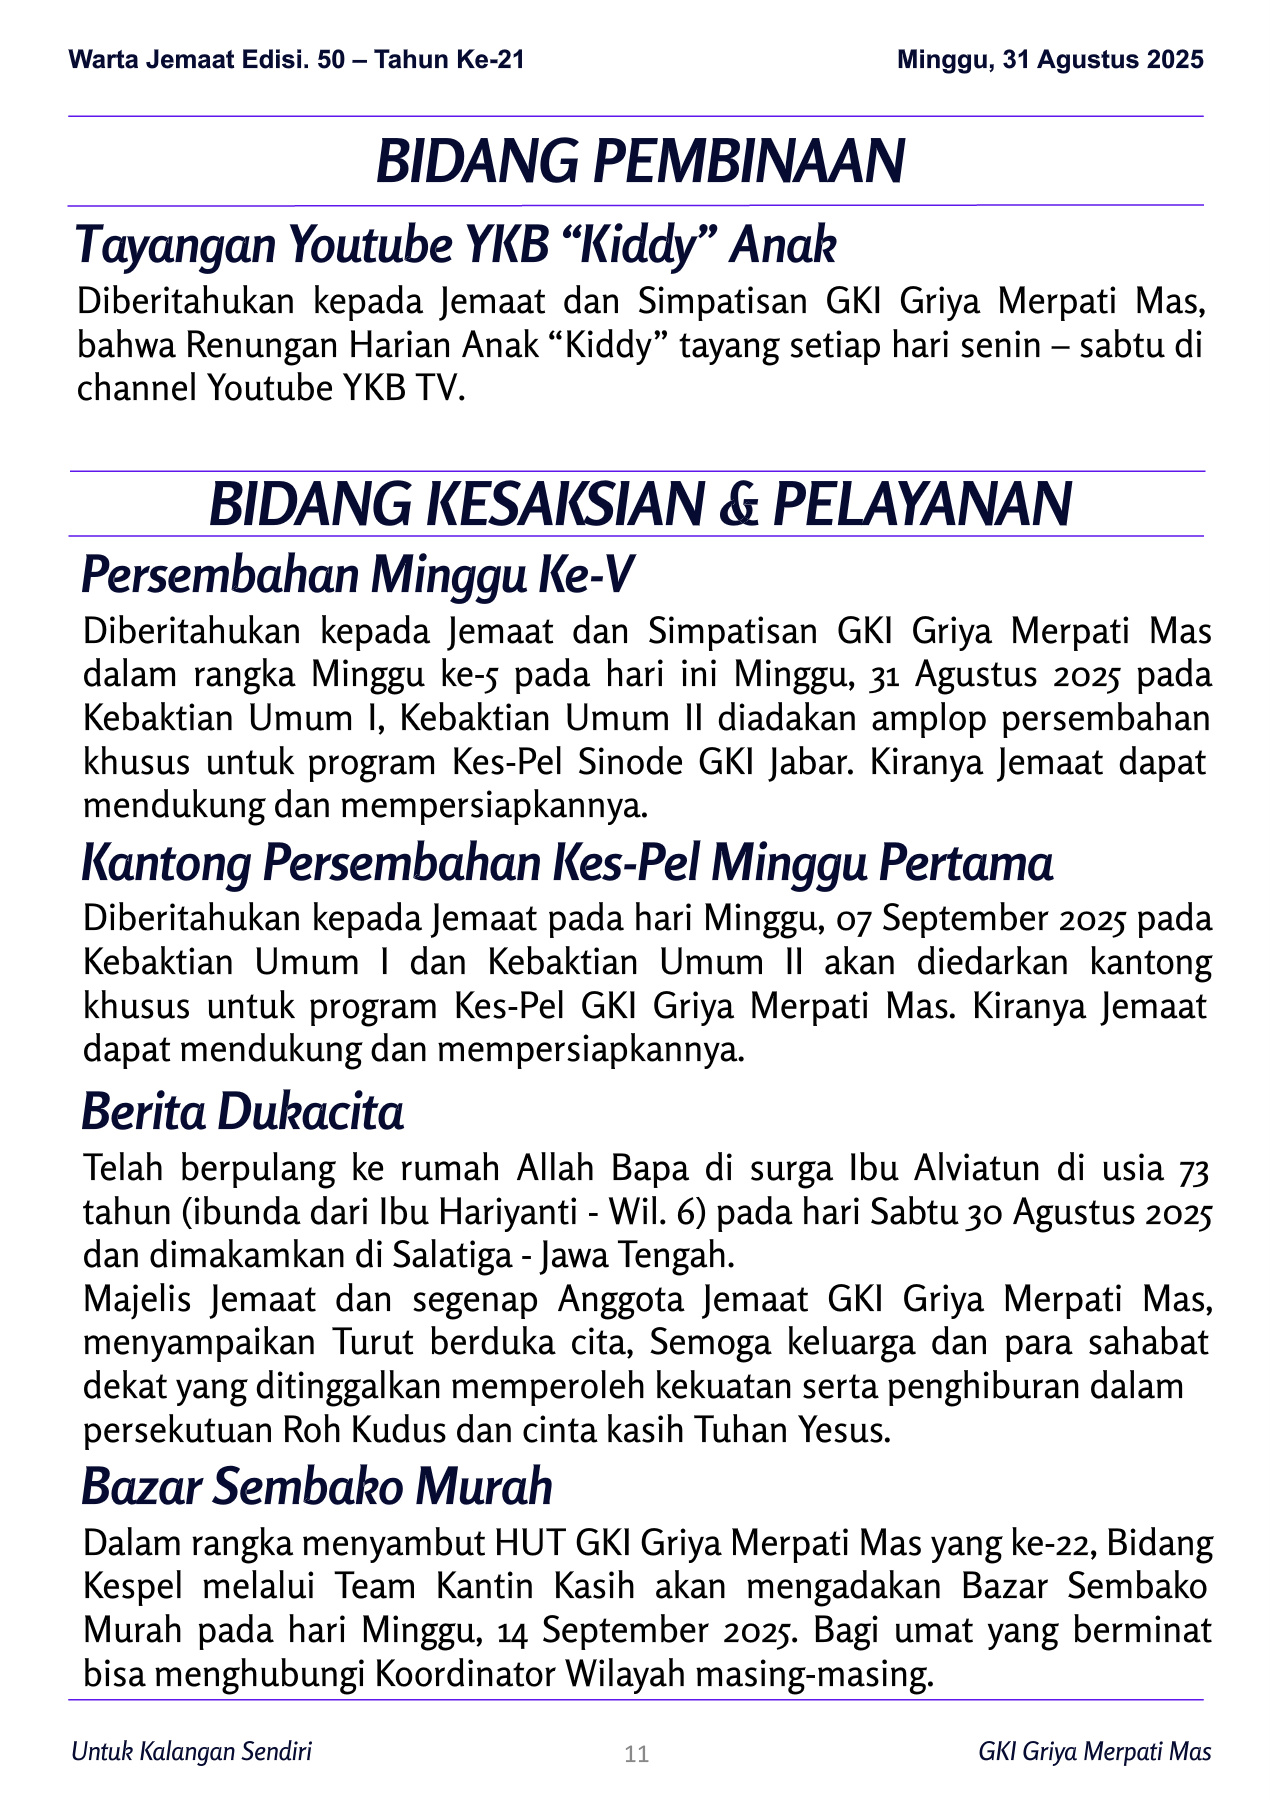 Warta Jemaat Edisi. 50 – Tahun Ke-21
Minggu, 31 Agustus 2025
BIDANG PEMBINAAN
Tayangan Youtube YKB “Kiddy” Anak
Diberitahukan kepada Jemaat dan Simpatisan GKI Griya Merpati Mas,
bahwa Renungan Harian Anak “Kiddy” tayang setiap hari senin – sabtu di
channel Youtube YKB TV.
BIDANG KESAKSIAN & PELAYANAN
Persembahan Minggu Ke-V
Diberitahukan kepada Jemaat dan Simpatisan GKI Griya Merpati Mas
dalam rangka Minggu ke-5 pada hari ini Minggu, 31 Agustus 2025 pada
Kebaktian Umum I, Kebaktian Umum II diadakan amplop persembahan
khusus untuk program Kes-Pel Sinode GKI Jabar. Kiranya Jemaat dapat
mendukung dan mempersiapkannya.
Kantong Persembahan Kes-Pel Minggu Pertama
Diberitahukan kepada Jemaat pada hari Minggu, 07 September 2025 pada
Kebaktian Umum I dan Kebaktian Umum II akan diedarkan kantong
khusus untuk program Kes-Pel GKI Griya Merpati Mas. Kiranya Jemaat
dapat mendukung dan mempersiapkannya.
Berita Dukacita
Telah berpulang ke rumah Allah Bapa di surga Ibu Alviatun di usia 73
tahun (ibunda dari Ibu Hariyanti - Wil. 6) pada hari Sabtu 30 Agustus 2025
dan dimakamkan di Salatiga - Jawa Tengah.
Majelis Jemaat dan segenap Anggota Jemaat GKI Griya Merpati Mas,
menyampaikan Turut berduka cita, Semoga keluarga dan para sahabat
dekat yang ditinggalkan memperoleh kekuatan serta penghiburan dalam
persekutuan Roh Kudus dan cinta kasih Tuhan Yesus.
Bazar Sembako Murah
Dalam rangka menyambut HUT GKI Griya Merpati Mas yang ke-22, Bidang
Kespel melalui Team Kantin Kasih akan mengadakan Bazar Sembako
Murah pada hari Minggu, 14 September 2025. Bagi umat yang berminat
bisa menghubungi Koordinator Wilayah masing-masing.
Untuk Kalangan Sendiri
11
GKI Griya Merpati Mas